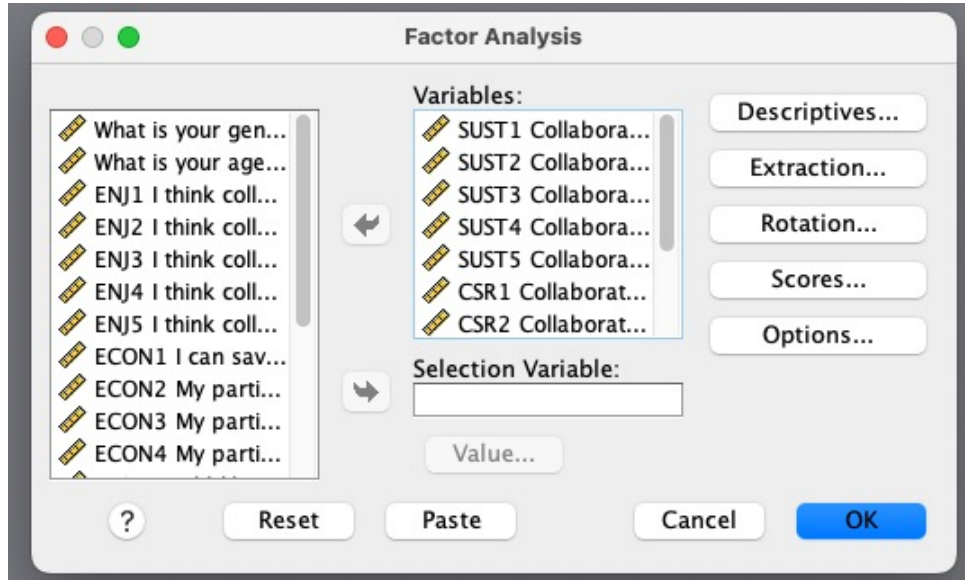 Factor Analysis
What is your gen...
What is your age...
ENJ1 I think coll...
ENJ2 I think coll...
ENJ3 I think coll...
ENJ4 I think coll...
ENJ5 I think coll...
ECON1 I can sav...
ECON2 My parti...
ECON3 My parti...
ECON4 My parti...
Variables:
SUST1 Collabora...
SUST2 Collabora...
SUST3 Collabora...
SUST4 Collabora...
SUST5 Collabora...
CSR1 Collaborat...
CSR2 Collaborat...
Selection Variable:
Value...
Descriptives...
Extraction...
Rotation...
Scores...
Options...
?
Reset
Paste
Cancel
OK